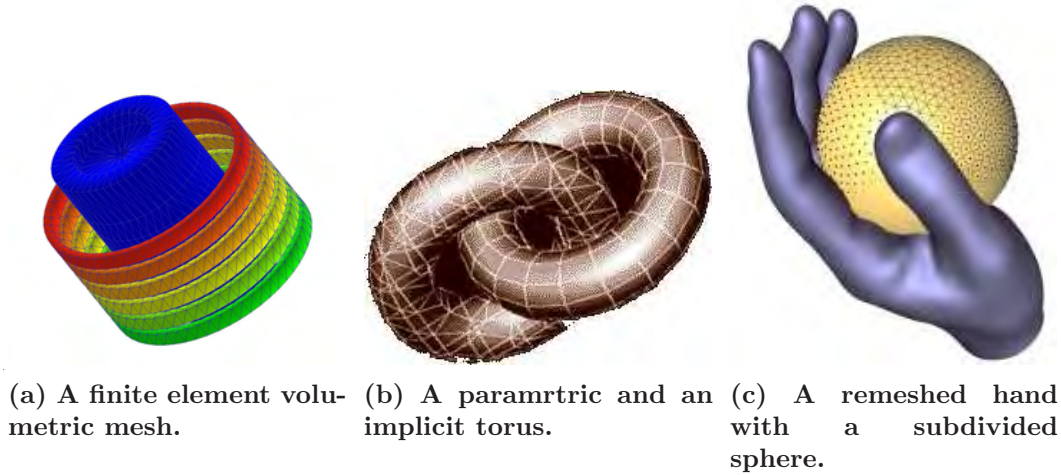 (a) A finite element volu-
metric mesh.
(b) A paramrtric and an
implicit torus.
(c) A remeshed hand
with a subdivided
sphere.